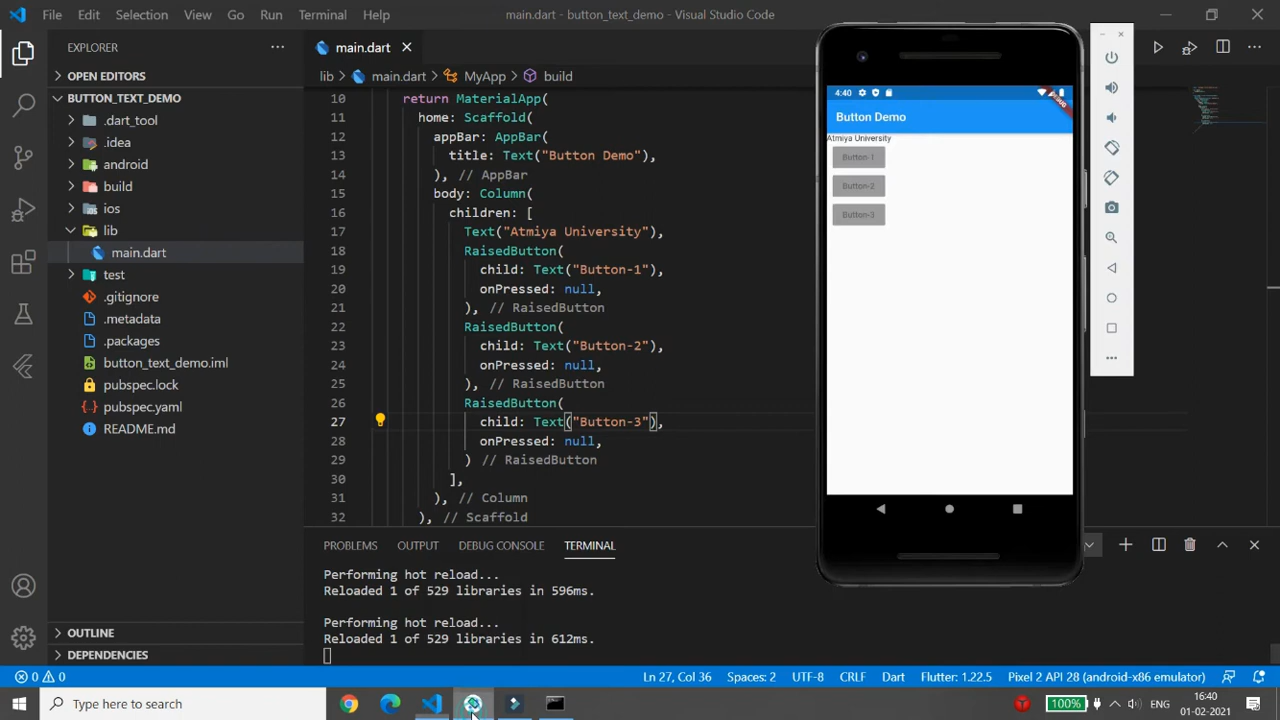 File Edit Selection View Go Run Terminal Help main.dart - button_text_demo - Visual Studio Code
EXPLORER
main.dart
OPEN EDITORS
lib > main.dart > MyApp > build
BUTTON_TEXT_DEMO
.dart_tool
.idea
android
build
ios
lib
main.dart
test
.gitignore
.metadata
.packages
button_text_demo.iml
pubspec.lock
pubspec.yaml
README.md
OUTLINE
DEPENDENCIES
10 return MaterialApp(
11 home: Scaffold(
12 appBar: AppBar(
13 title: Text("Button Demo"),
14 ), // AppBar
15 body: Column(
16 children: [
17 Text("Atmiya University"),
18 RaisedButton(
19 child: Text("Button-1"),
20 onPressed: null,
21 ), // RaisedButton
22 RaisedButton(
23 child: Text("Button-2"),
24 onPressed: null,
25 ), // RaisedButton
26 RaisedButton(
27 child: Text("Button-3"),
28 onPressed: null,
29 ) // RaisedButton
30 ],
31 ), // Column
32 ), // Scaffold
4:40
DEBUG
Button Demo
Atmiya University
Button-1
Button-2
Button-3
PROBLEMS OUTPUT DEBUG CONSOLE TERMINAL
Performing hot reload...
Reloaded 1 of 529 libraries in 596ms.
Performing hot reload...
Reloaded 1 of 529 libraries in 612ms.
0 0 Ln 27, Col 36 Spaces: 2 UTF-8 CRLF Dart Flutter: 1.22.5 Pixel 2 API 28 (android-x86 emulator)
Type here to search
100%
16:40
01-02-2021